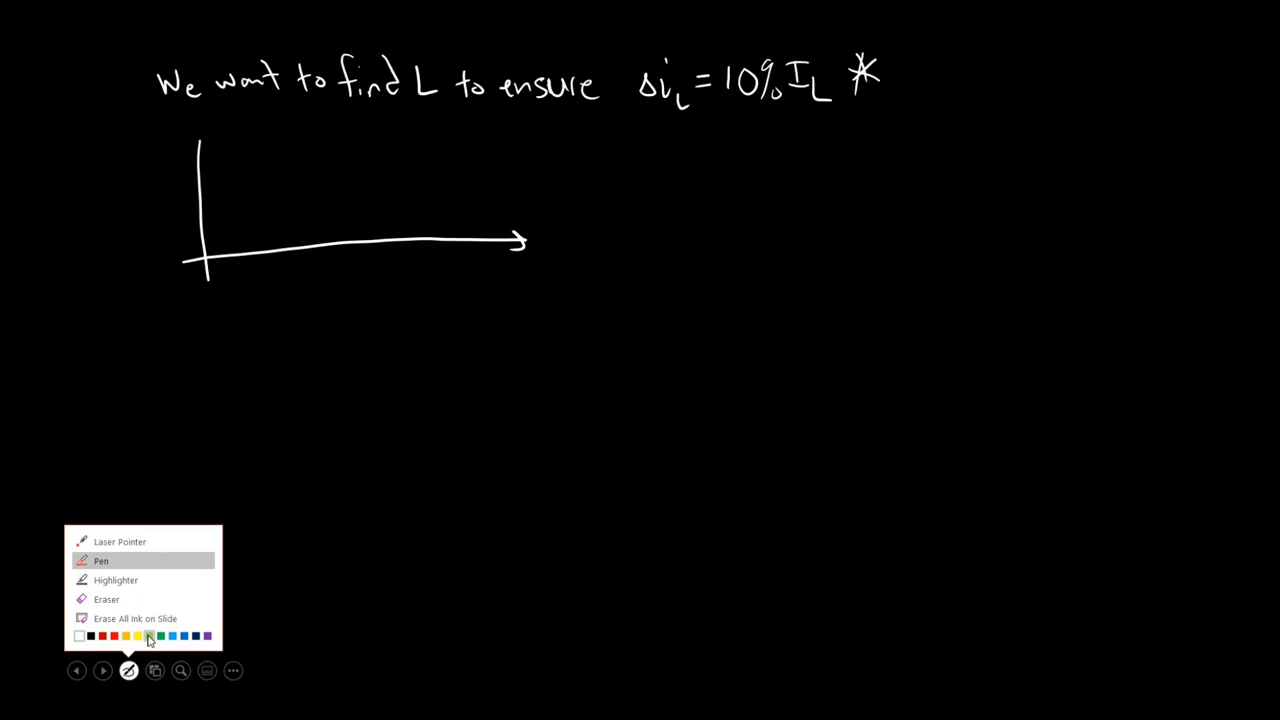 We want to find L to ensure Δi_L = 10% I_L *
Laser Pointer
Pen
Highlighter
Eraser
Erase All Ink on Slide